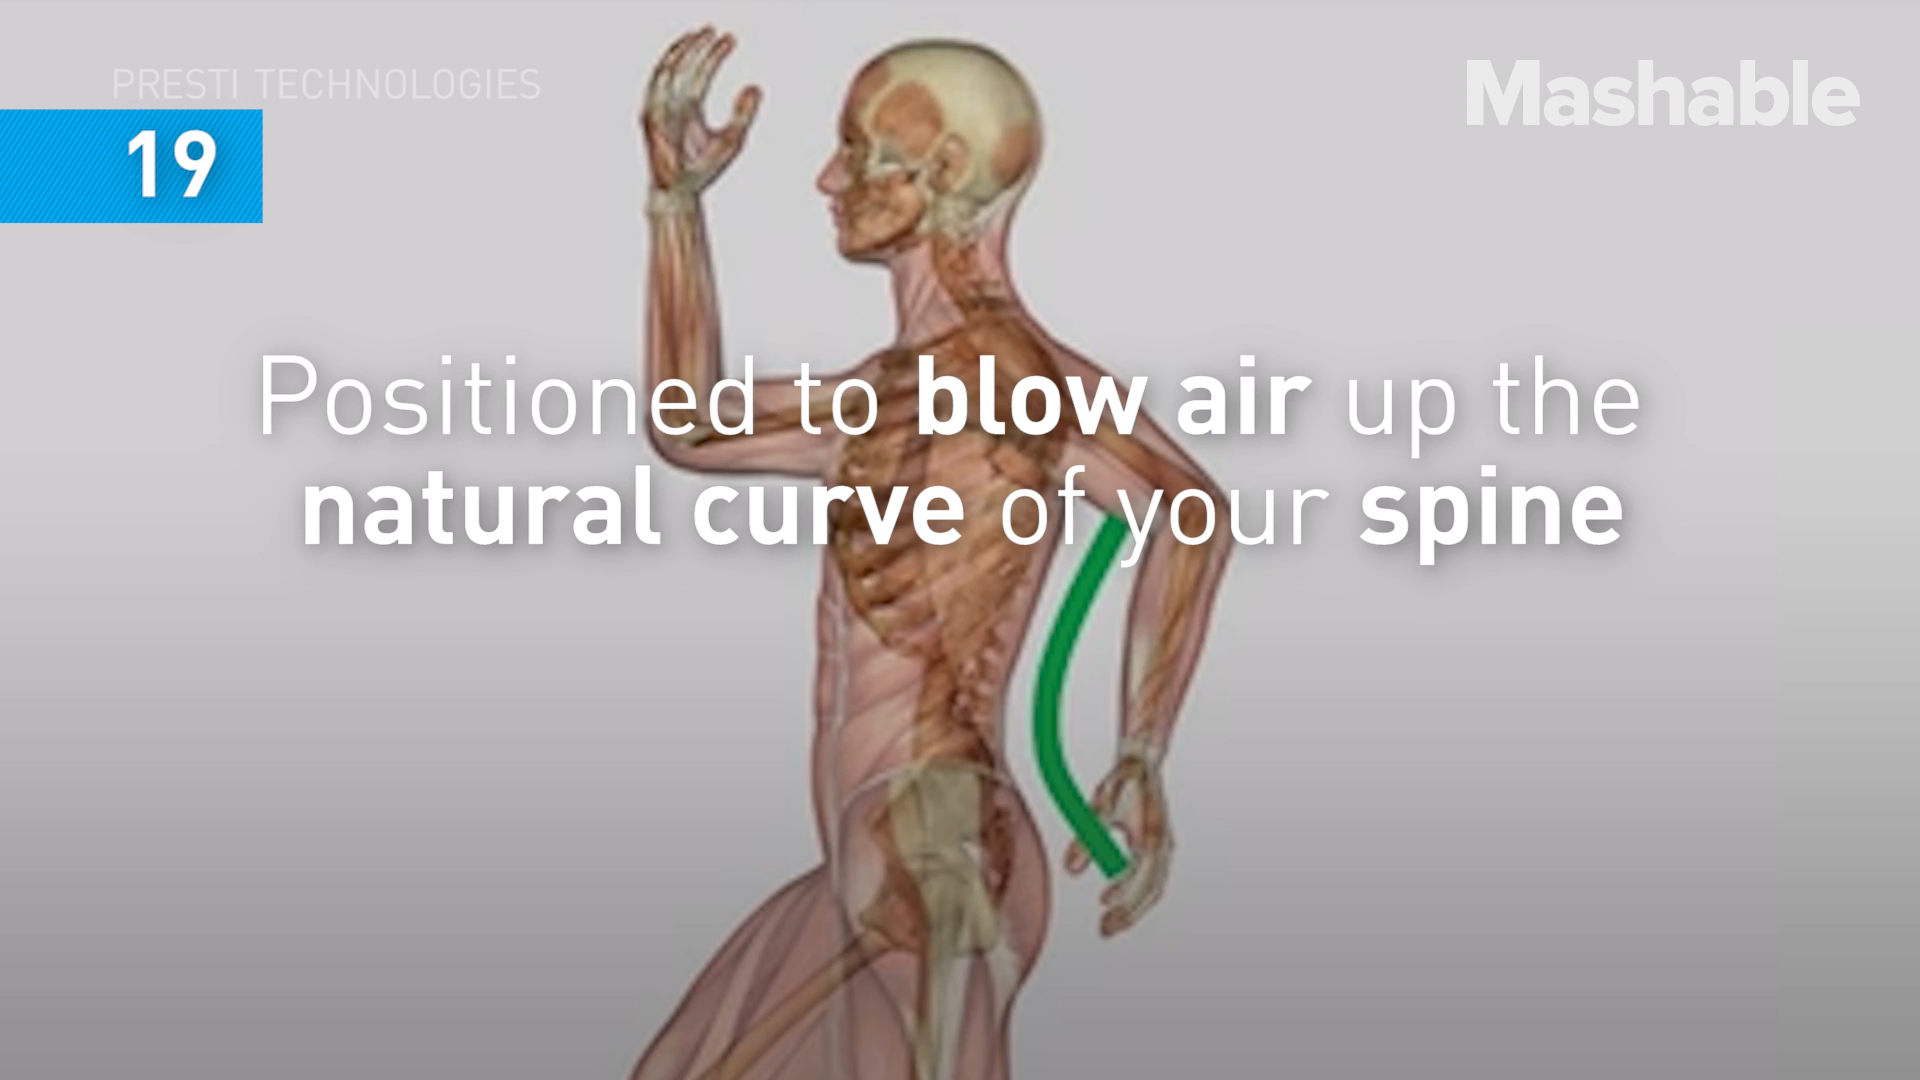 PRESTI TECHNOLOGIES
Mashable
19
Positioned to blow air up the
natural curve of your spine